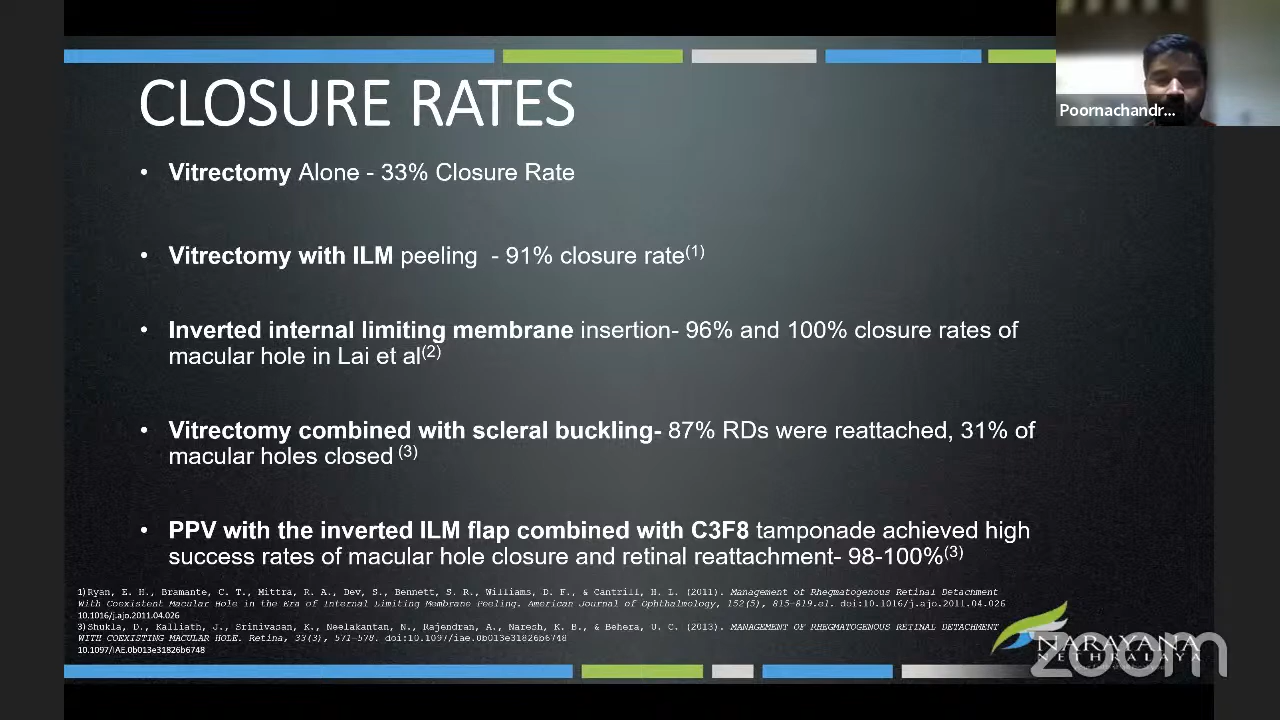 CLOSURE RATES
Poornachandr...
• Vitrectomy Alone - 33% Closure Rate
• Vitrectomy with ILM peeling - 91% closure rate(1)
• Inverted internal limiting membrane insertion- 96% and 100% closure rates of
macular hole in Lai et al(2)
• Vitrectomy combined with scleral buckling- 87% RDs were reattached, 31% of
macular holes closed (3)
• PPV with the inverted ILM flap combined with C3F8 tamponade achieved high
success rates of macular hole closure and retinal reattachment- 98-100%(3)
1)Ryan, E. H., Bramante, C. T., Mittra, R. A., Dev, S., Bennett, S. R., Williams, D. F., & Cantrill, H. L. (2011). Management of Rhegmatogenous Retinal Detachment
With Coexistent Macular Hole in the Era of Internal Limiting Membrane Peeling. American Journal of Ophthalmology, 152(5), 815–819.e1. doi:10.1016/j.ajo.2011.04.026
10.1016/j.ajo.2011.04.026
3)Shukla, D., Kalliath, J., Srinivasan, K., Neelakantan, N., Rajendran, A., Naresh, K. B., & Behera, U. C. (2013). MANAGEMENT OF RHEGMATOGENOUS RETINAL DETACHMENT
WITH COEXISTING MACULAR HOLE. Retina, 33(3), 571–578. doi:10.1097/iae.0b013e31826b6748
10.1097/IAE.0b013e31826b6748
NARAYANA
NETHRALAYA
zoom